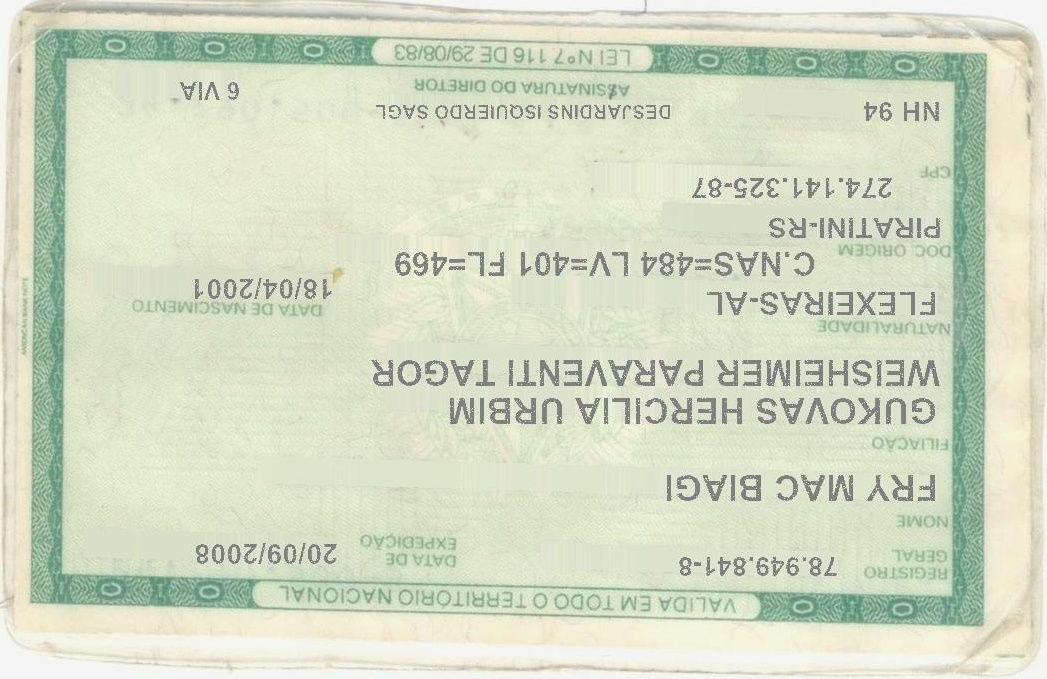 VALIDA EM TODO O TERRITÓRIO NACIONAL
REGISTRO GERAL 78.949.841-8 DATA DE EXPEDIÇÃO 20/09/2008
NOME
FRY MAC BIAGI
FILIAÇÃO
GUKOVAS HERCILIA URBIM
WEISHEIMER PARAVENTI TAGOR
NATURALIDADE
FLEXEIRAS-AL
DATA DE NASCIMENTO
18/04/2001
DOC. ORIGEM
C.NAS=484 LV=401 FL=469
PIRATINI-RS
CPF
274.141.325-87
NH 94
DESJARDINS ISQUIERDO SAGL
6 VIA
ASSINATURA DO DIRETOR
LEI Nº 7.116 DE 29/08/83
AMERICAN BANK NOTE